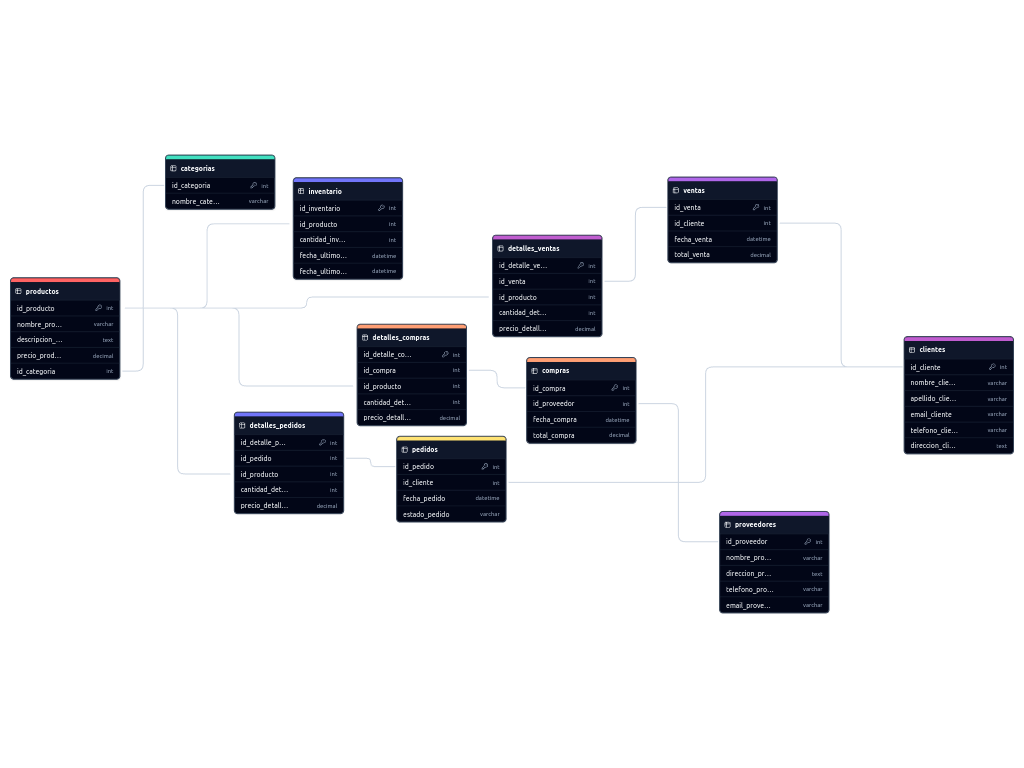 categorias
id_categoria int
nombre_cate... varchar
inventario
id_inventario int
id_producto int
cantidad_inv... int
fecha_ultimo... datetime
fecha_ultimo... datetime
ventas
id_venta int
id_cliente int
fecha_venta datetime
total_venta decimal
detalles_ventas
id_detalle_ve... int
id_venta int
id_producto int
cantidad_det... int
precio_detall... decimal
productos
id_producto int
nombre_pro... varchar
descripcion_... text
precio_prod... decimal
id_categoria int
detalles_compras
id_detalle_co... int
id_compra int
id_producto int
cantidad_det... int
precio_detall... decimal
compras
id_compra int
id_proveedor int
fecha_compra datetime
total_compra decimal
clientes
id_cliente int
nombre_clie... varchar
apellido_clie... varchar
email_cliente varchar
telefono_clie... varchar
direccion_cli... text
detalles_pedidos
id_detalle_p... int
id_pedido int
id_producto int
cantidad_det... int
precio_detall... decimal
pedidos
id_pedido int
id_cliente int
fecha_pedido datetime
estado_pedido varchar
proveedores
id_proveedor int
nombre_pro... varchar
direccion_pr... text
telefono_pro... varchar
email_prove... varchar